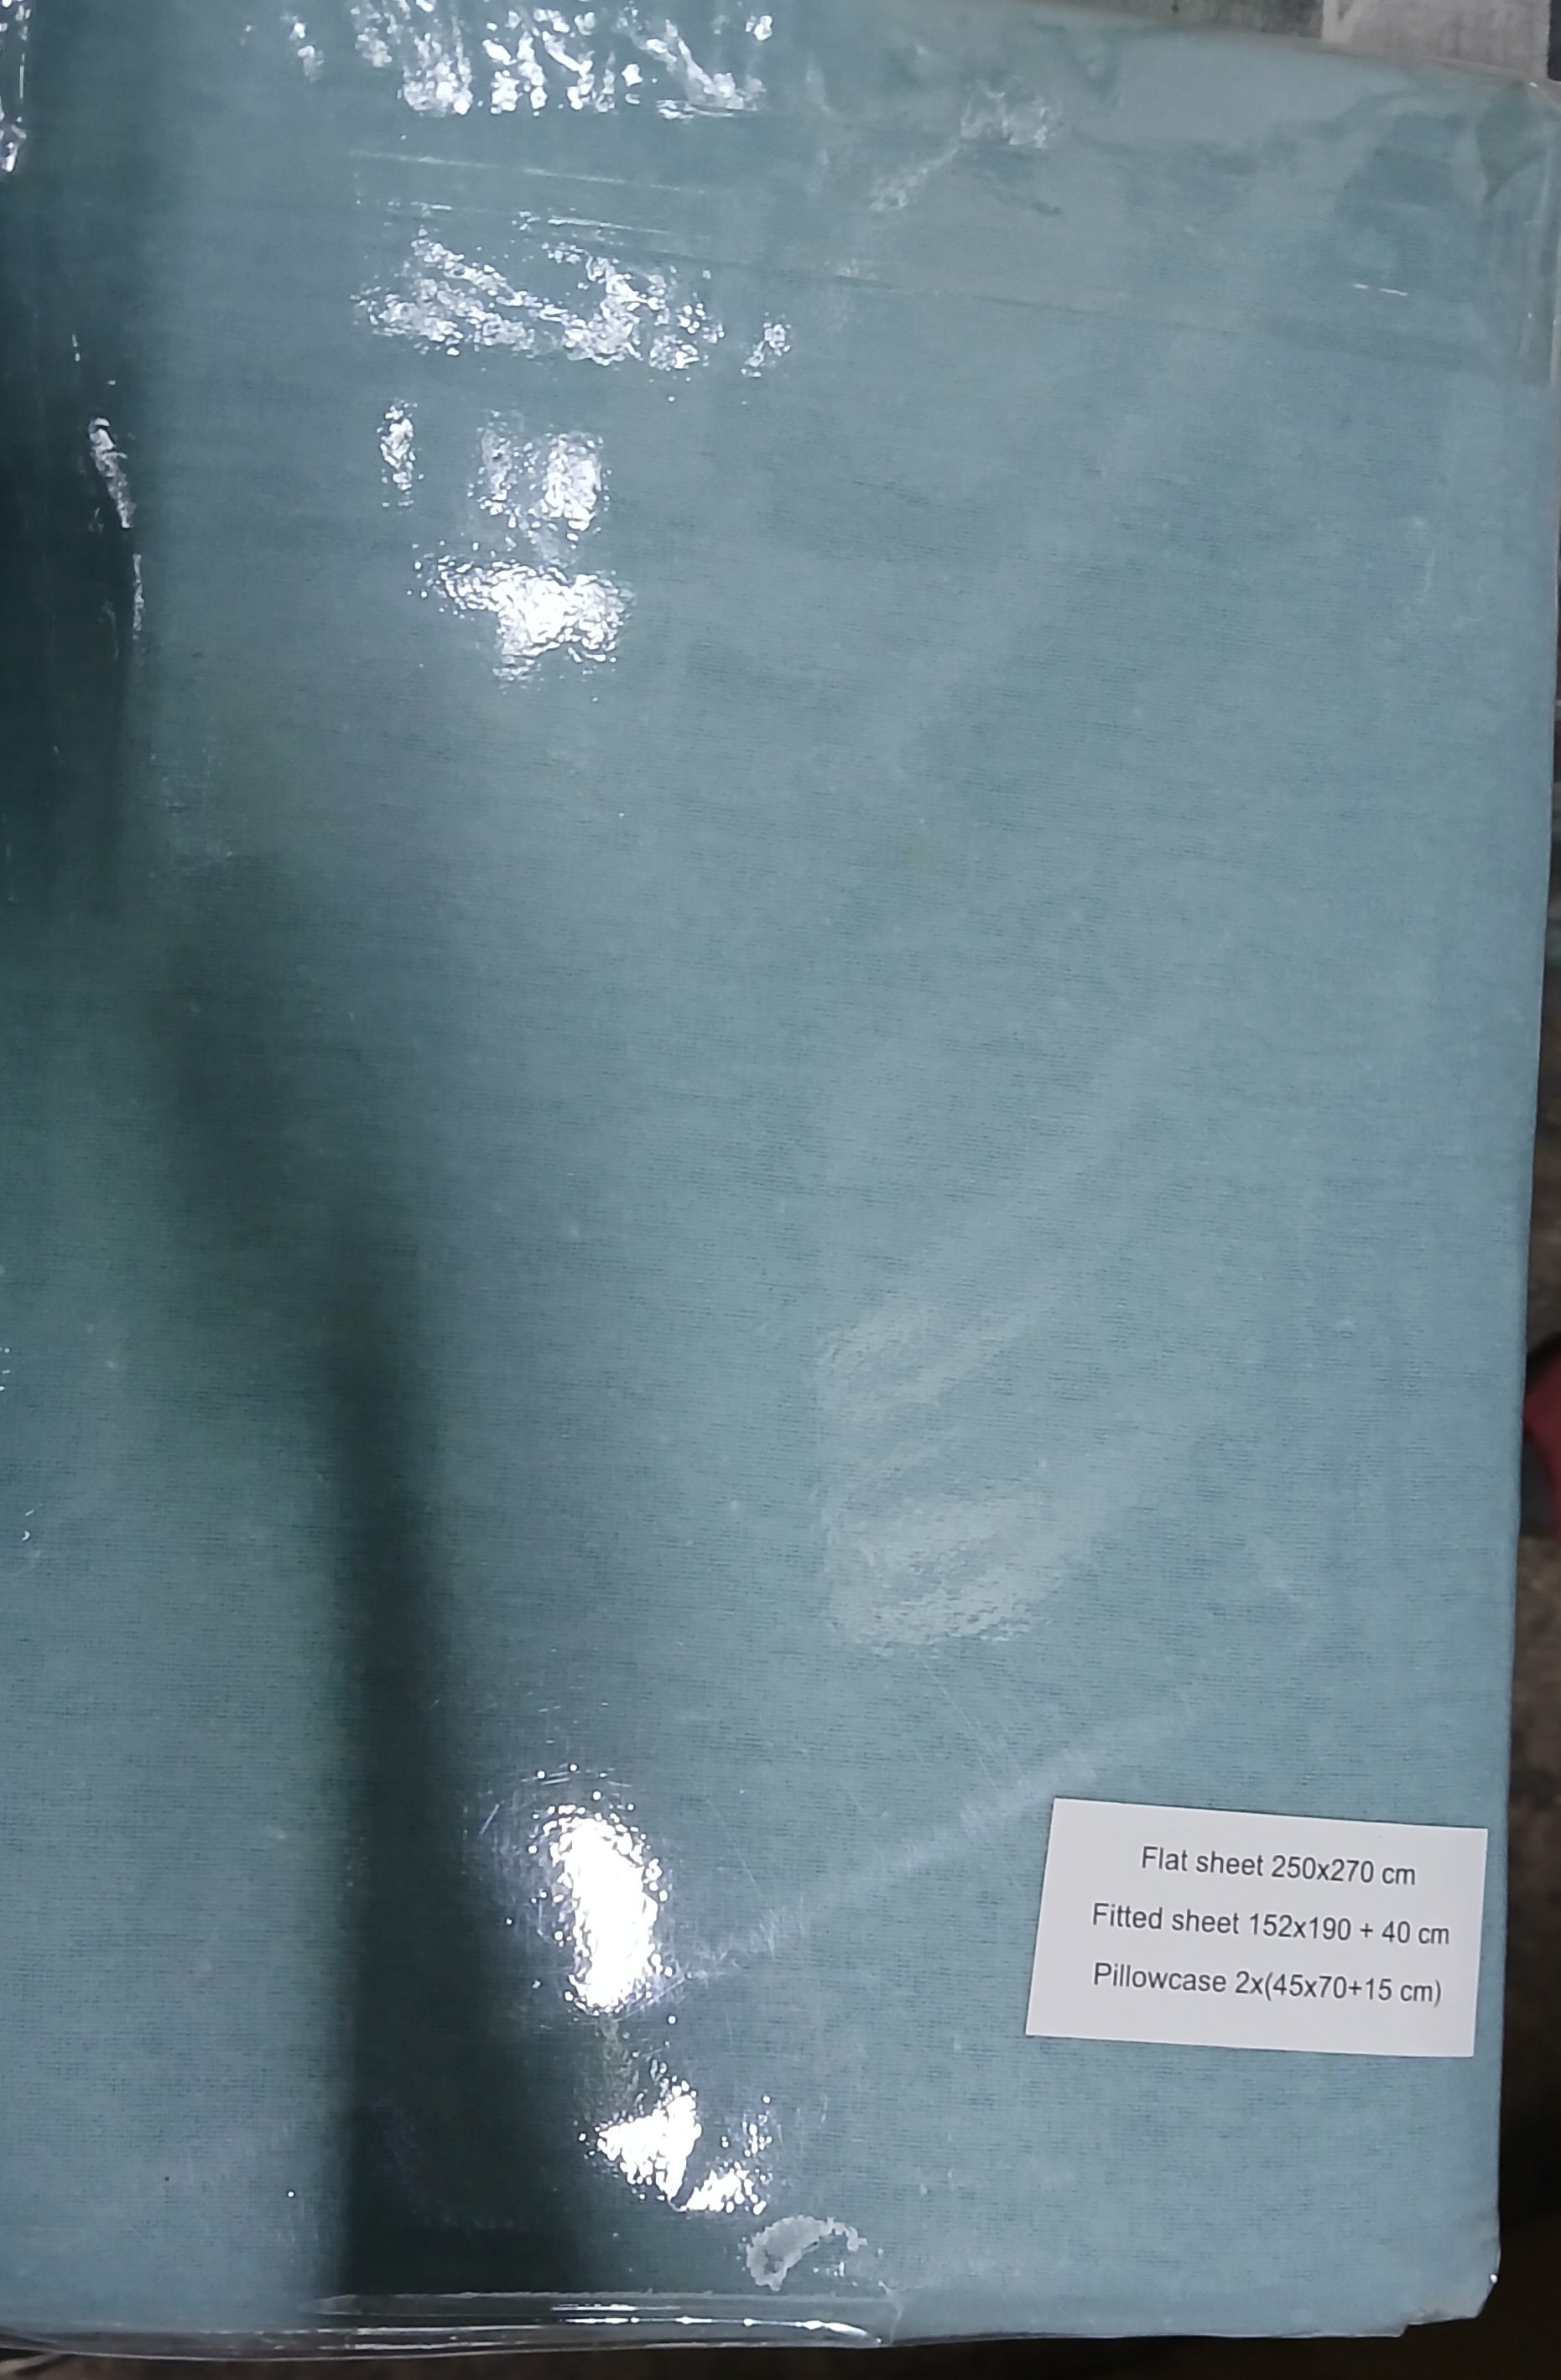 Flat sheet 250x270 cm
Fitted sheet 152x190 + 40 cm
Pillowcase 2x(45x70+15 cm)